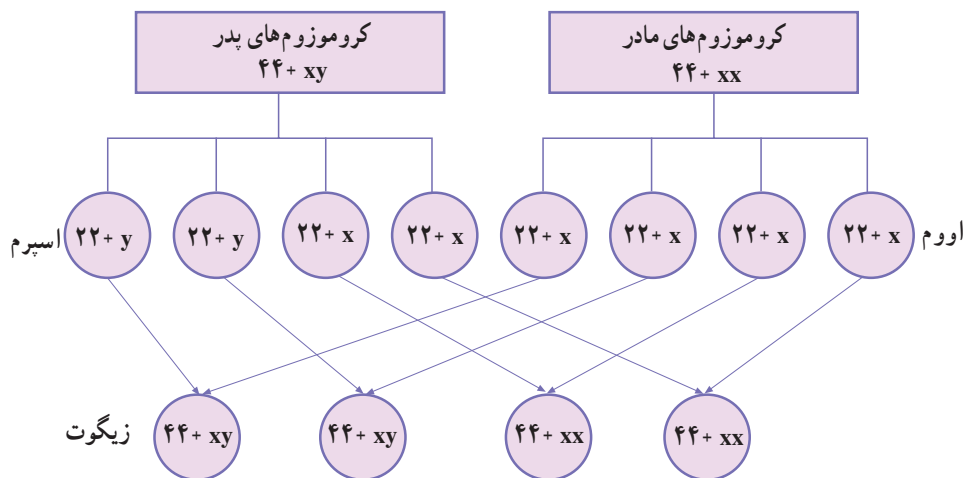 کروموزوم‌های مادر
۴۴+ xx
کروموزوم‌های پدر
۴۴+ xy
اووم
۲۲+ x
۲۲+ x
۲۲+ x
۲۲+ x
۲۲+ x
۲۲+ x
۲۲+ y
۲۲+ y
اسپرم
زیگوت
۴۴+ xy
۴۴+ xy
۴۴+ xx
۴۴+ xx